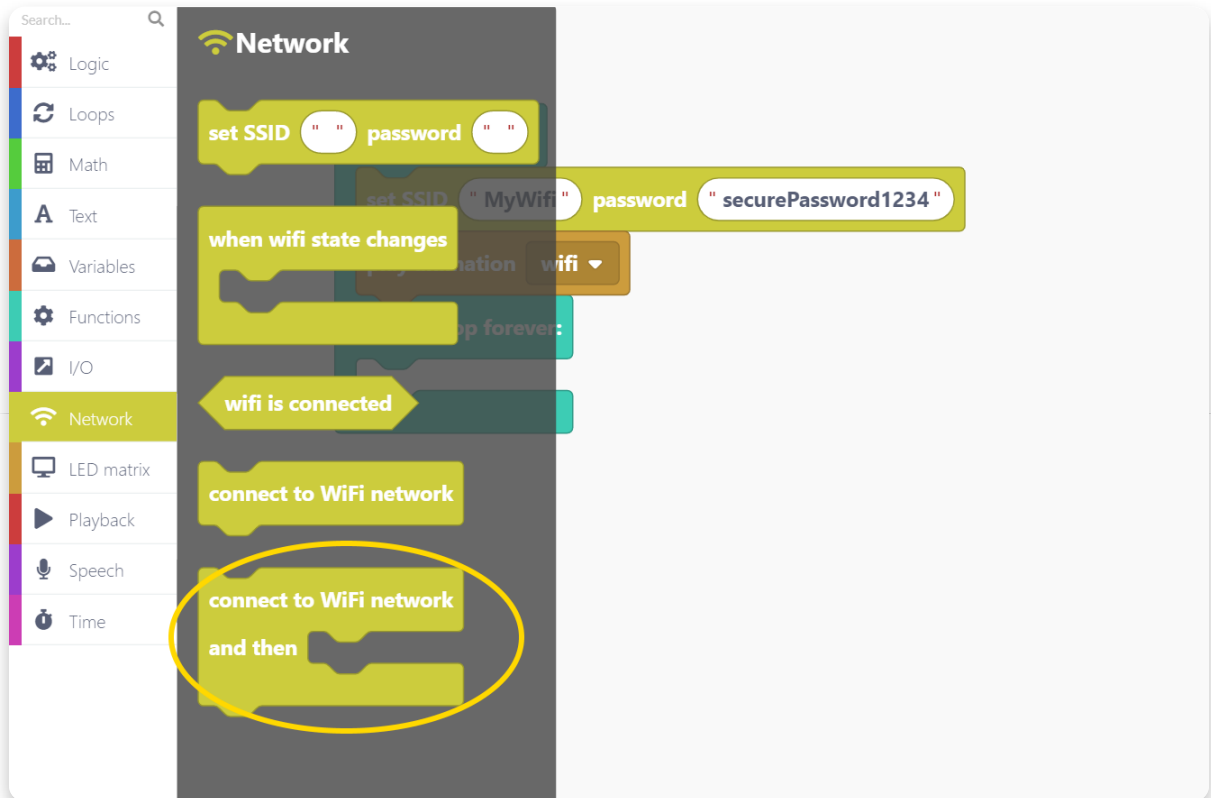 Search...
Logic
Loops
Math
Text
Variables
Functions
I/O
Network
LED matrix
Playback
Speech
Time
Network
set SSID " " password " "
when wifi state changes
wifi is connected
connect to WiFi network
connect to WiFi network
and then
set SSID " MyWifi " password " securePassword1234 "
wifi
forever: